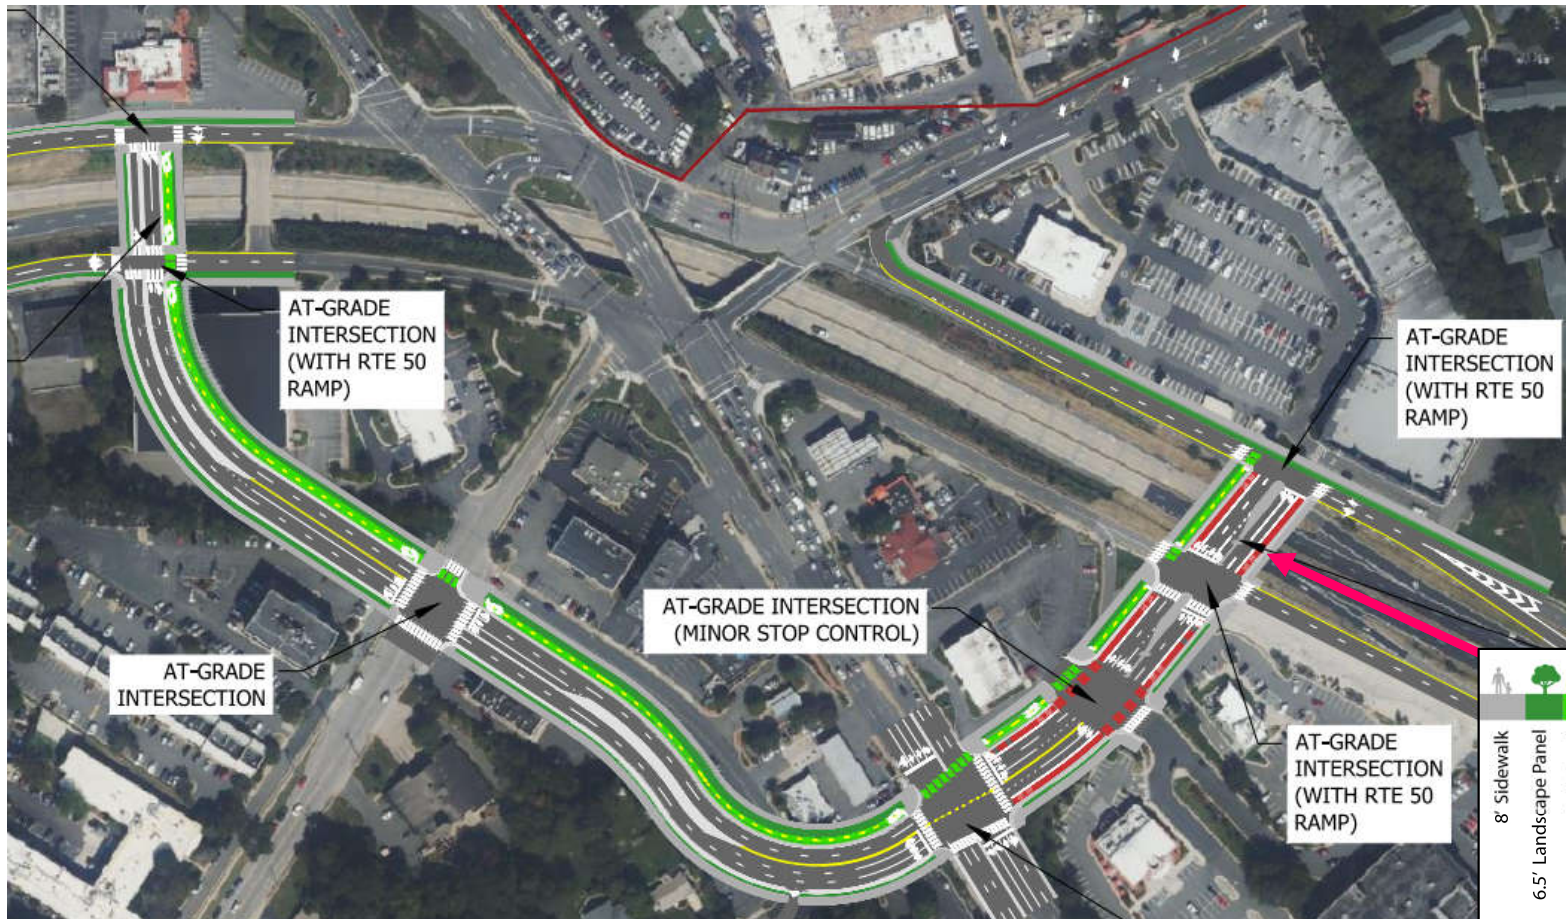 AT-GRADE
INTERSECTION
(WITH RTE 50
RAMP)
AT-GRADE
INTERSECTION
(WITH RTE 50
RAMP)
AT-GRADE INTERSECTION
(MINOR STOP CONTROL)
AT-GRADE
INTERSECTION
AT-GRADE
INTERSECTION
(WITH RTE 50
RAMP)
8' Sidewalk
6.5' Landscape Panel